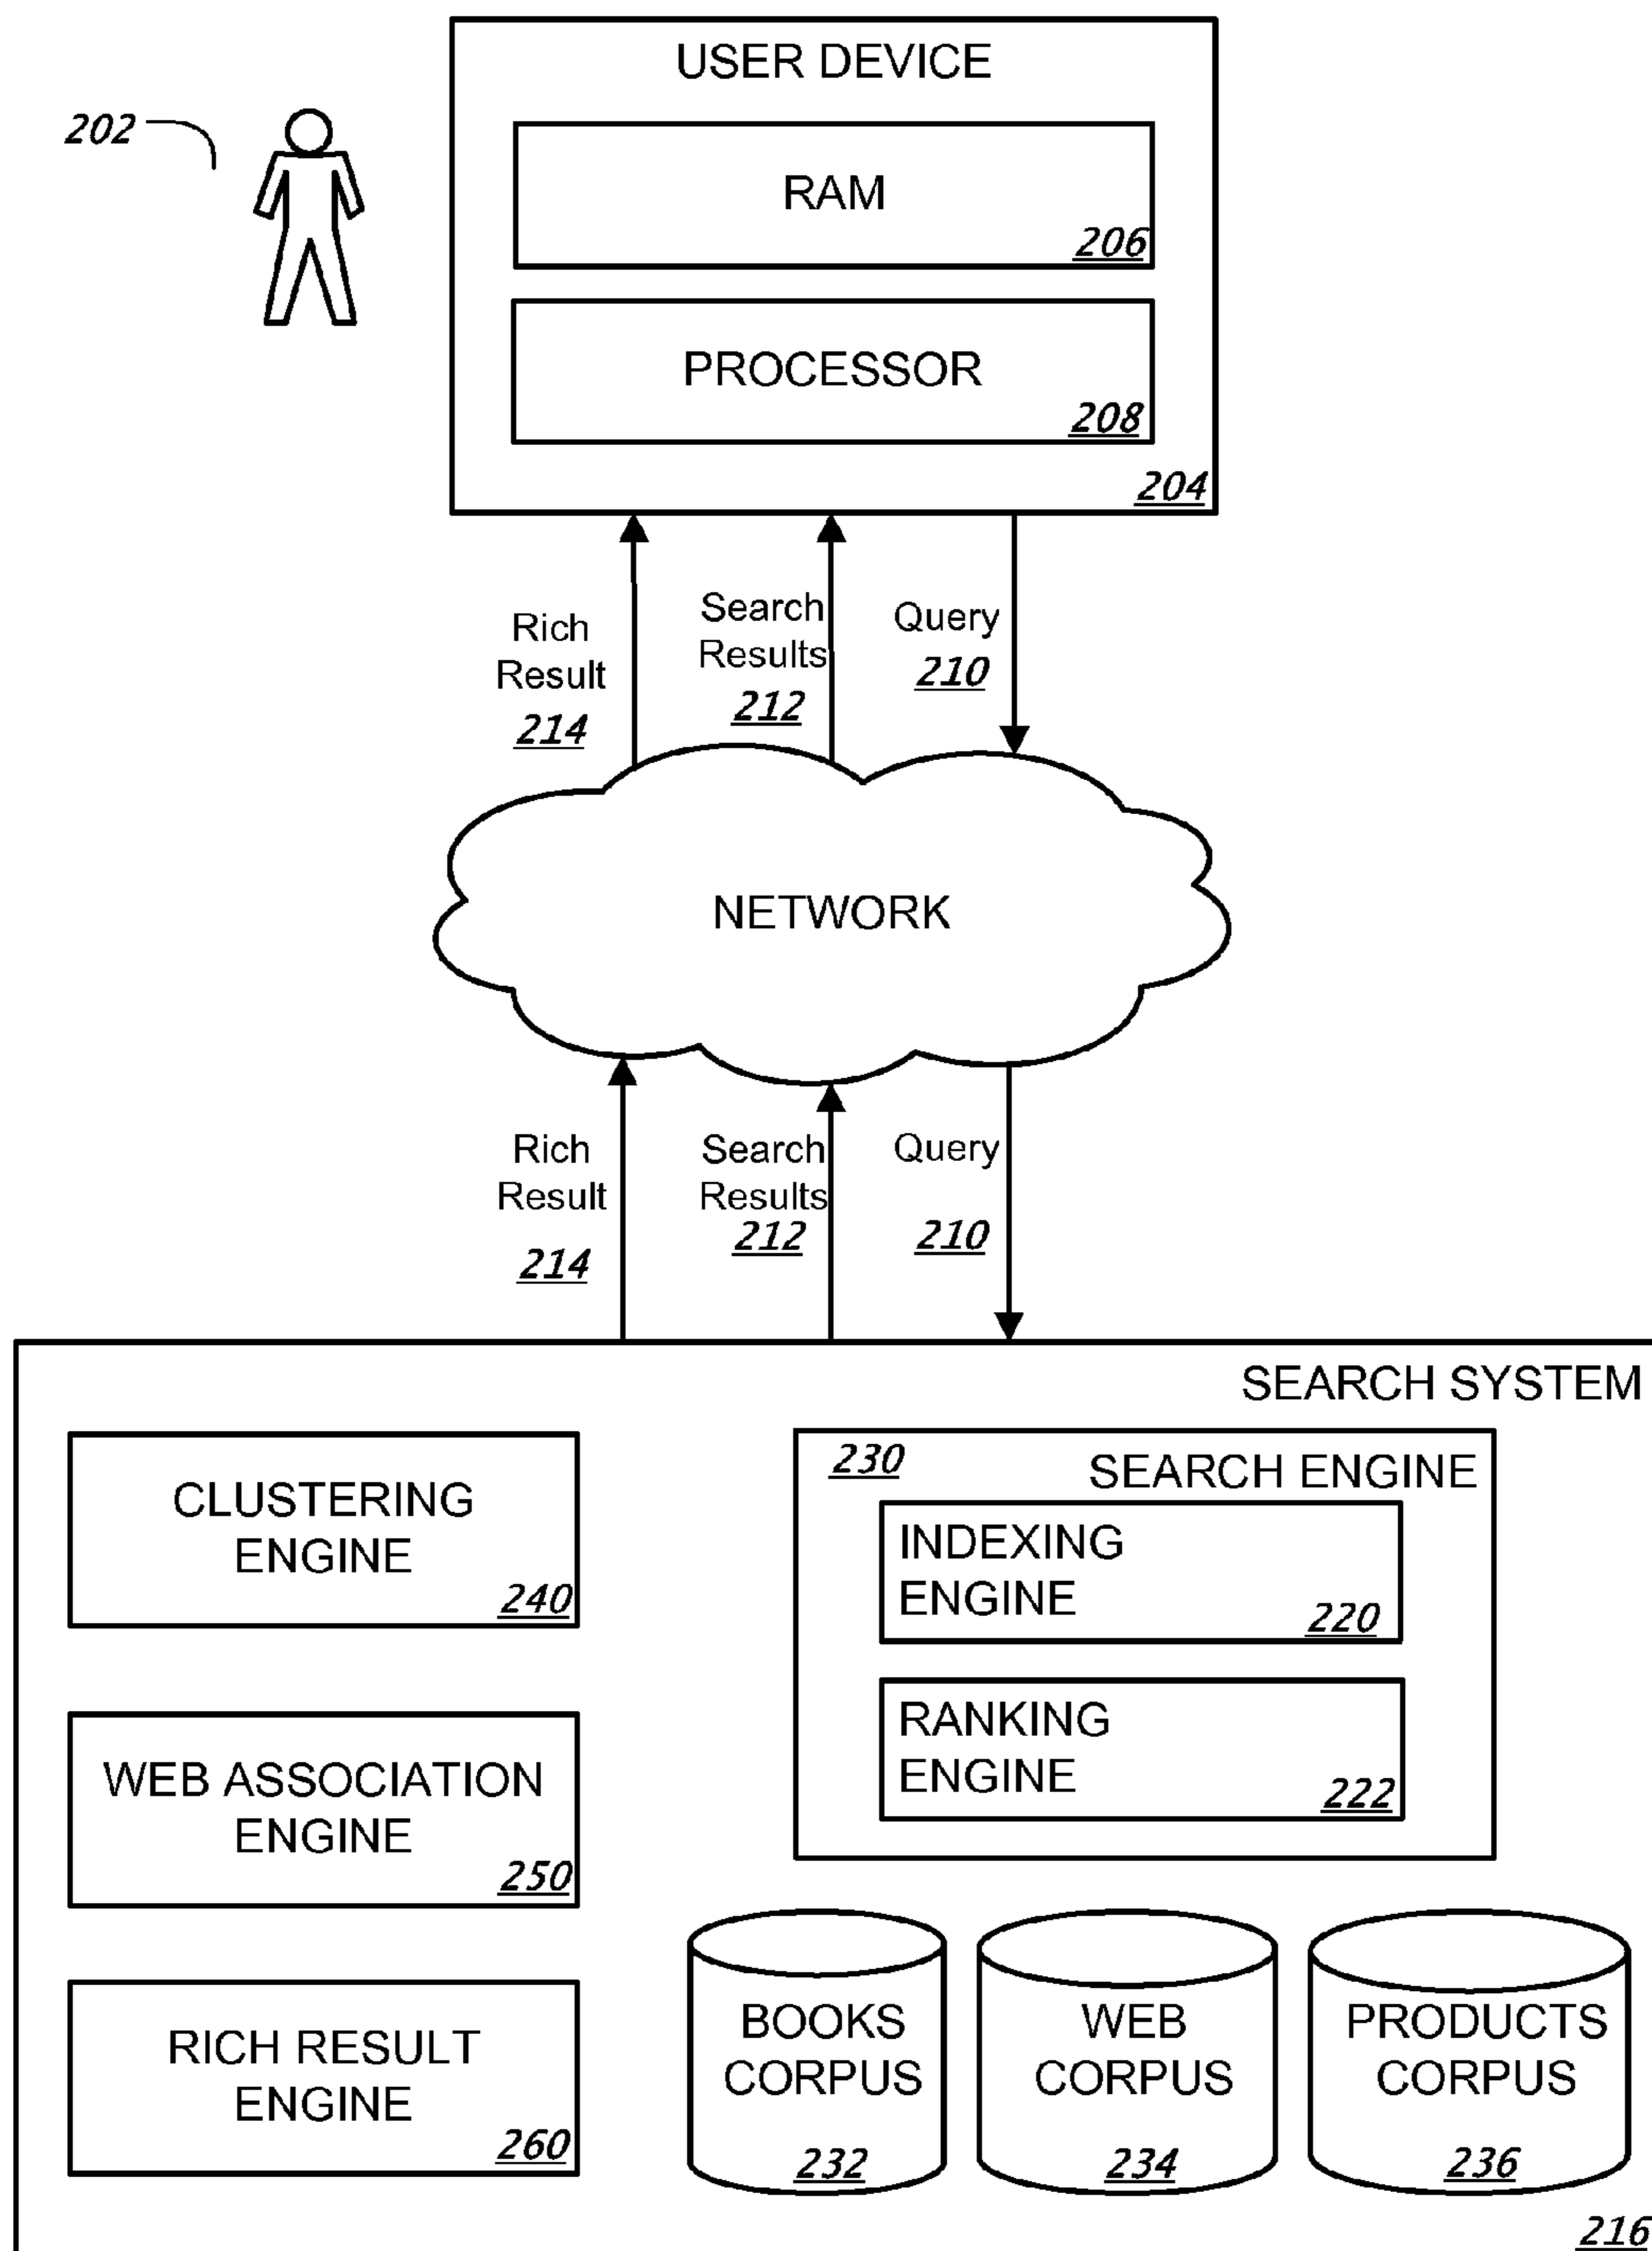 USER DEVICE
202
RAM
206
PROCESSOR
208
204
Rich
Result
214
Search
Results
212
Query
210
NETWORK
Rich
Result
214
Search
Results
212
Query
210
SEARCH SYSTEM
CLUSTERING
ENGINE
240
WEB ASSOCIATION
ENGINE
250
RICH RESULT
ENGINE
260
230
SEARCH ENGINE
INDEXING
ENGINE
220
RANKING
ENGINE
222
BOOKS
CORPUS
232
WEB
CORPUS
234
PRODUCTS
CORPUS
236
216